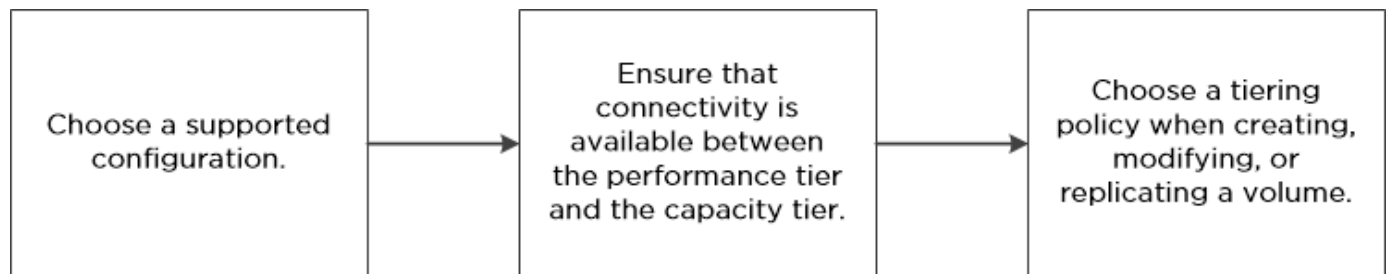 Choose a supported
configuration.
Ensure that
connectivity is
available between
the performance tier
and the capacity tier.
Choose a tiering
policy when creating,
modifying, or
replicating a volume.